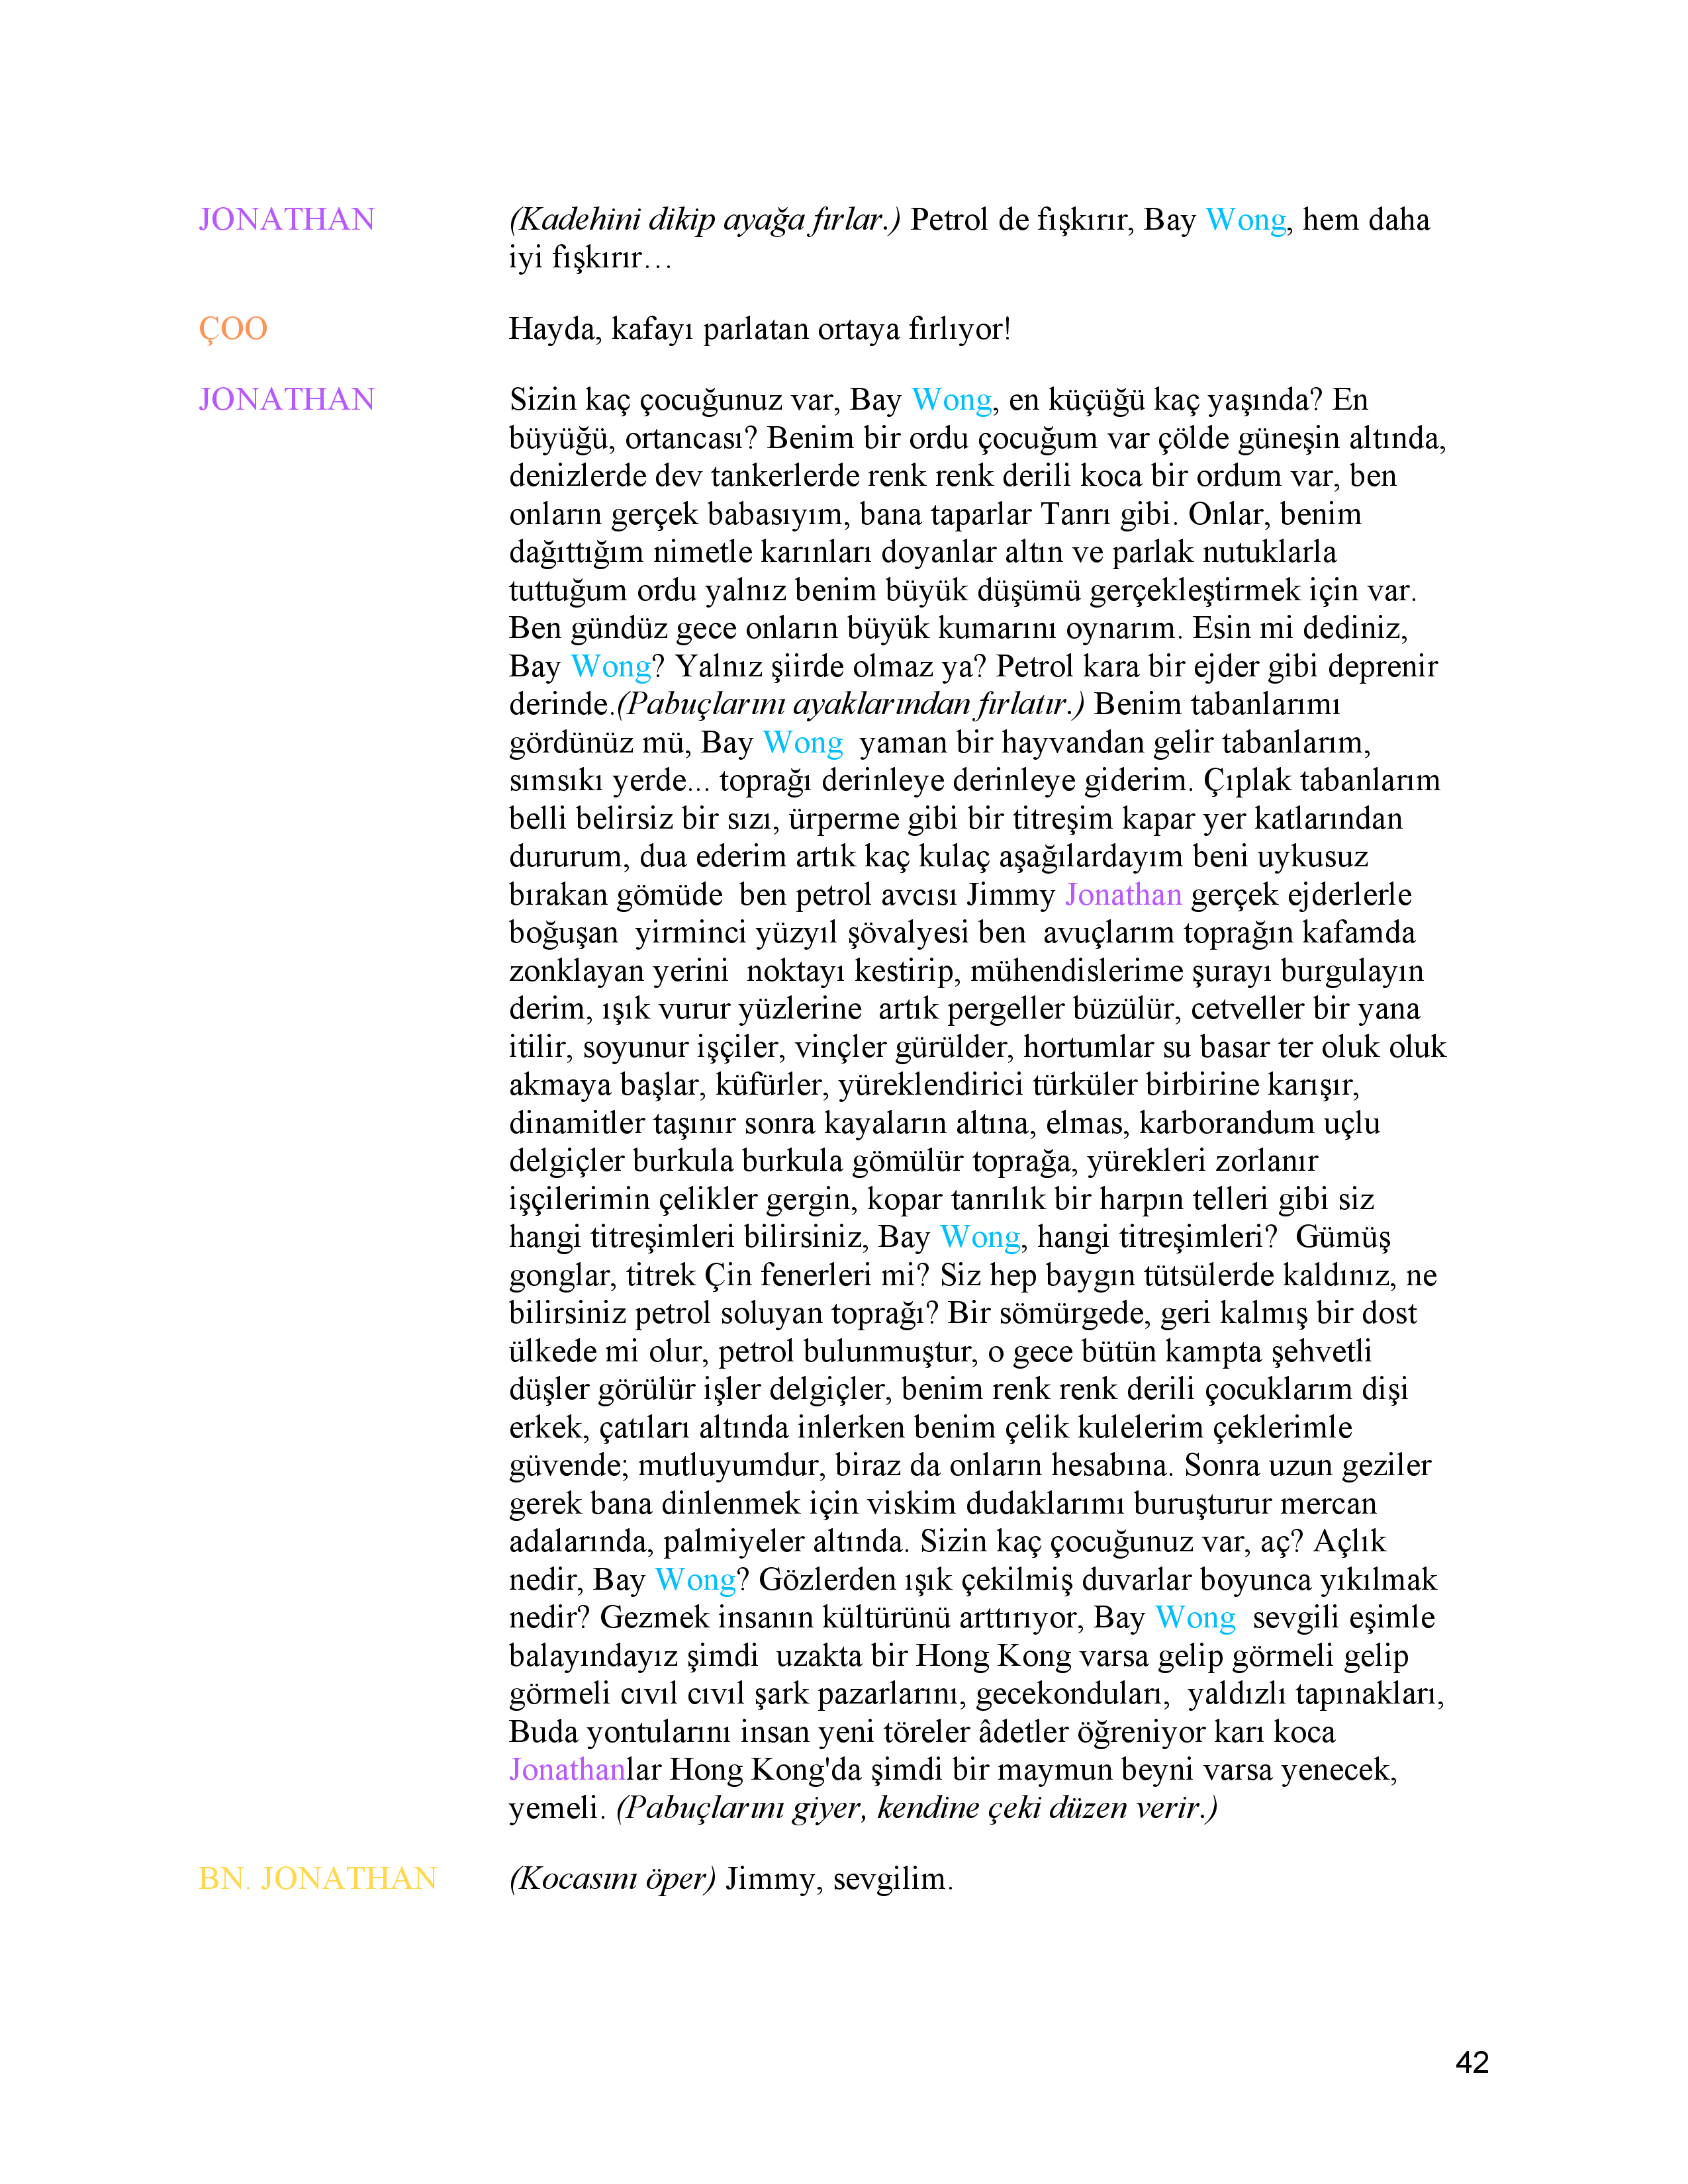 JONATHAN (Kadehini dikip ayağa fırlar.) Petrol de fışkırır, Bay Wong, hem daha
iyi fışkırır…
ÇOO Hayda, kafayı parlatan ortaya fırlıyor!
JONATHAN Sizin kaç çocuğunuz var, Bay Wong, en küçüğü kaç yaşında? En
büyüğü, ortancası? Benim bir ordu çocuğum var çölde güneşin altında,
denizlerde dev tankerlerde renk renk derili koca bir ordum var, ben
onların gerçek babasıyım, bana taparlar Tanrı gibi. Onlar, benim
dağıttığım nimetle karınları doyanlar altın ve parlak nutuklarla
tuttuğum ordu yalnız benim büyük düşümü gerçekleştirmek için var.
Ben gündüz gece onların büyük kumarını oynarım. Esin mi dediniz,
Bay Wong? Yalnız şiirde olmaz ya? Petrol kara bir ejder gibi deprenir
derinde.(Pabuçlarını ayaklarından fırlatır.) Benim tabanlarımı
gördünüz mü, Bay Wong  yaman bir hayvandan gelir tabanlarım,
sımsıkı yerde... toprağı derinleye derinleye giderim. Çıplak tabanlarım
belli belirsiz bir sızı, ürperme gibi bir titreşim kapar yer katlarından
dururum, dua ederim artık kaç kulaç aşağılardayım beni uykusuz
bırakan gömüde  ben petrol avcısı Jimmy Jonathan gerçek ejderlerle
boğuşan  yirminci yüzyıl şövalyesi ben  avuçlarım toprağın kafamda
zonklayan yerini  noktayı kestirip, mühendislerime şurayı burgulayın
derim, ışık vurur yüzlerine  artık pergeller büzülür, cetveller bir yana
itilir, soyunur işçiler, vinçler gürülder, hortumlar su basar ter oluk oluk
akmaya başlar, küfürler, yüreklendirici türküler birbirine karışır,
dinamitler taşınır sonra kayaların altına, elmas, karborandum uçlu
delgiçler burkula burkula gömülür toprağa, yürekleri zorlanır
işçilerimin çelikler gergin, kopar tanrılık bir harpın telleri gibi siz
hangi titreşimleri bilirsiniz, Bay Wong, hangi titreşimleri?  Gümüş
gonglar, titrek Çin fenerleri mi? Siz hep baygın tütsülerde kaldınız, ne
bilirsiniz petrol soluyan toprağı? Bir sömürgede, geri kalmış bir dost
ülkede mi olur, petrol bulunmuştur, o gece bütün kampta şehvetli
düşler görülür işler delgiçler, benim renk renk derili çocuklarım dişi
erkek, çatıları altında inlerken benim çelik kulelerim çeklerimle
güvende; mutluyumdur, biraz da onların hesabına. Sonra uzun geziler
gerek bana dinlenmek için viskim dudaklarımı buruşturur mercan
adalarında, palmiyeler altında. Sizin kaç çocuğunuz var, aç? Açlık
nedir, Bay Wong? Gözlerden ışık çekilmiş duvarlar boyunca yıkılmak
nedir? Gezmek insanın kültürünü arttırıyor, Bay Wong  sevgili eşimle
balayındayız şimdi  uzakta bir Hong Kong varsa gelip görmeli gelip
görmeli cıvıl cıvıl şark pazarlarını, gecekonduları,  yaldızlı tapınakları,
Buda yontularını insan yeni töreler âdetler öğreniyor karı koca
Jonathanlar Hong Kong'da şimdi bir maymun beyni varsa yenecek,
yemeli. (Pabuçlarını giyer, kendine çeki düzen verir.)
BN. JONATHAN (Kocasını öper) Jimmy, sevgilim.
42